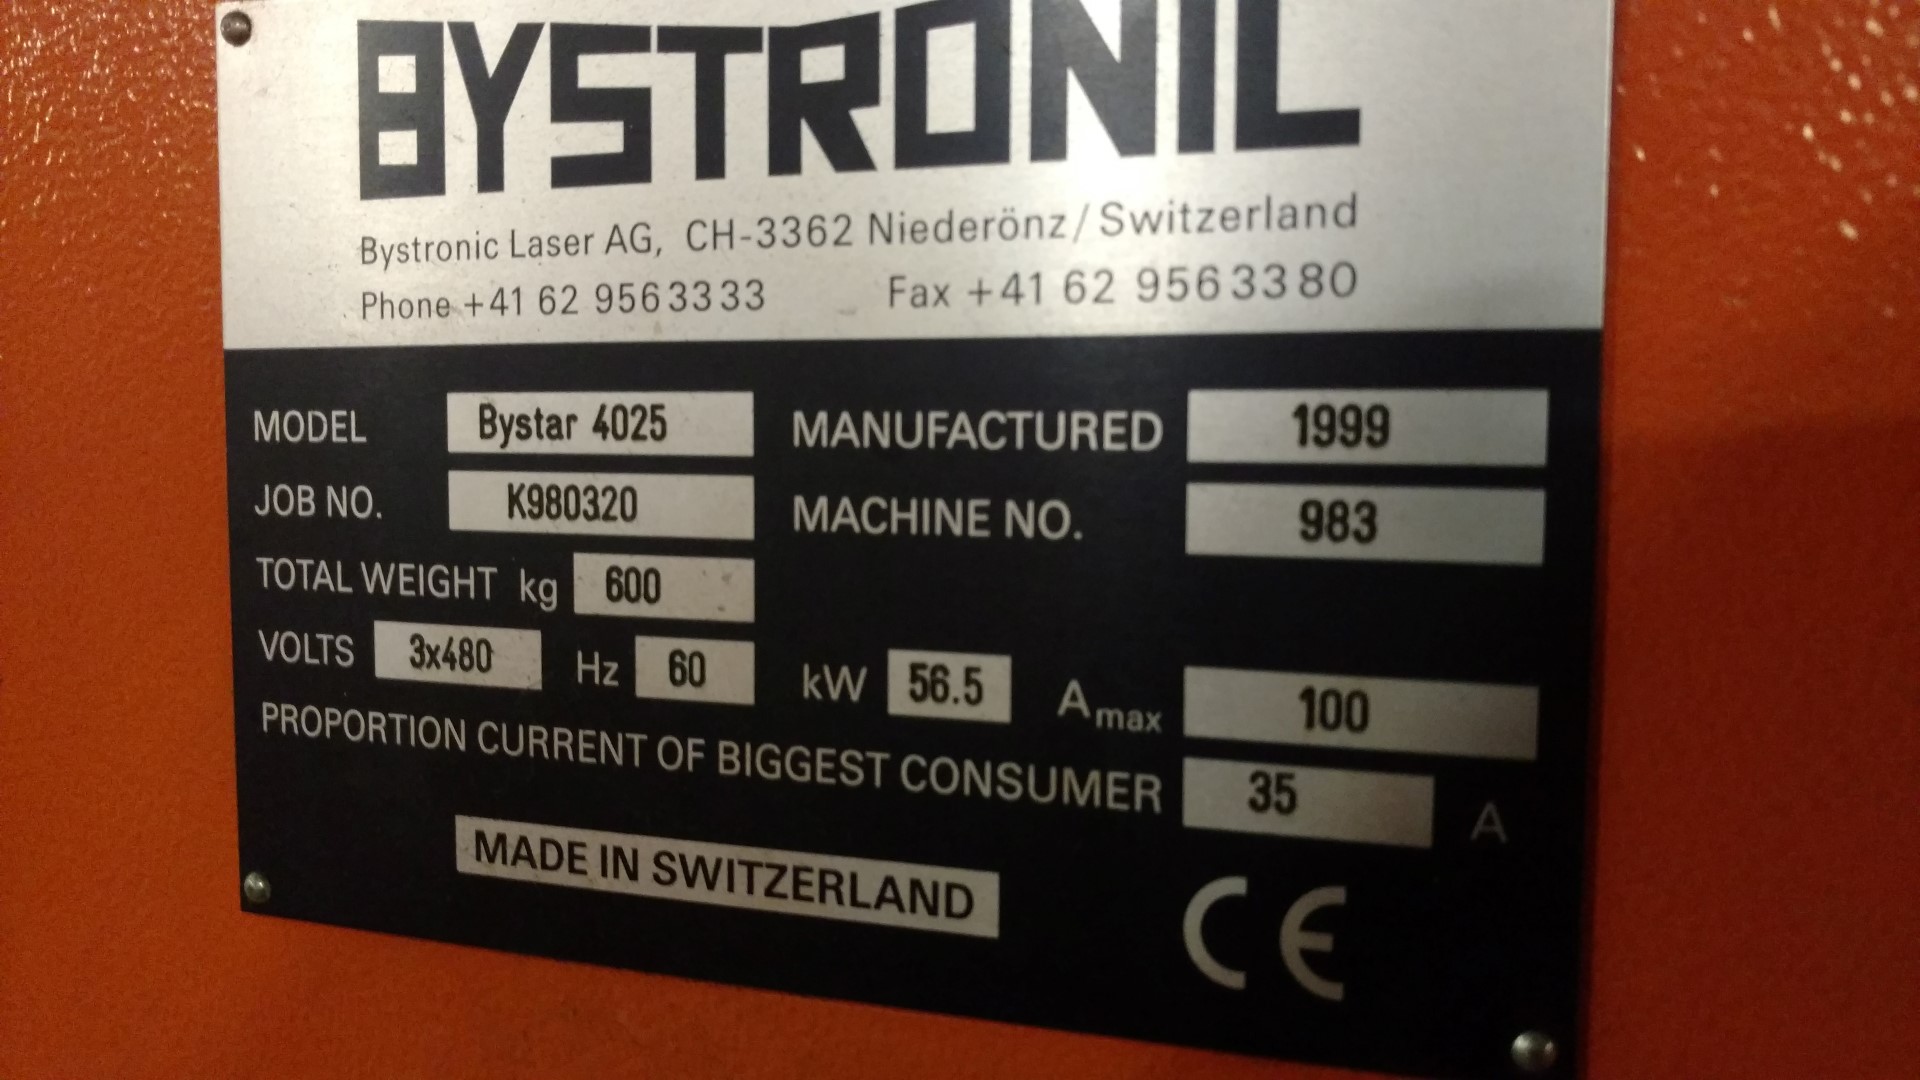 BYSTRONIC
Bystronic Laser AG, CH-3362 Niederönz/Switzerland
Phone +41 62 9563333 Fax +41 62 9563380
MODEL Bystar 4025 MANUFACTURED 1999
JOB NO. K980320 MACHINE NO. 983
TOTAL WEIGHT kg 600
VOLTS 3x480 Hz 60 kW 56.5 Amax 100
PROPORTION CURRENT OF BIGGEST CONSUMER 35 A
MADE IN SWITZERLAND
CE